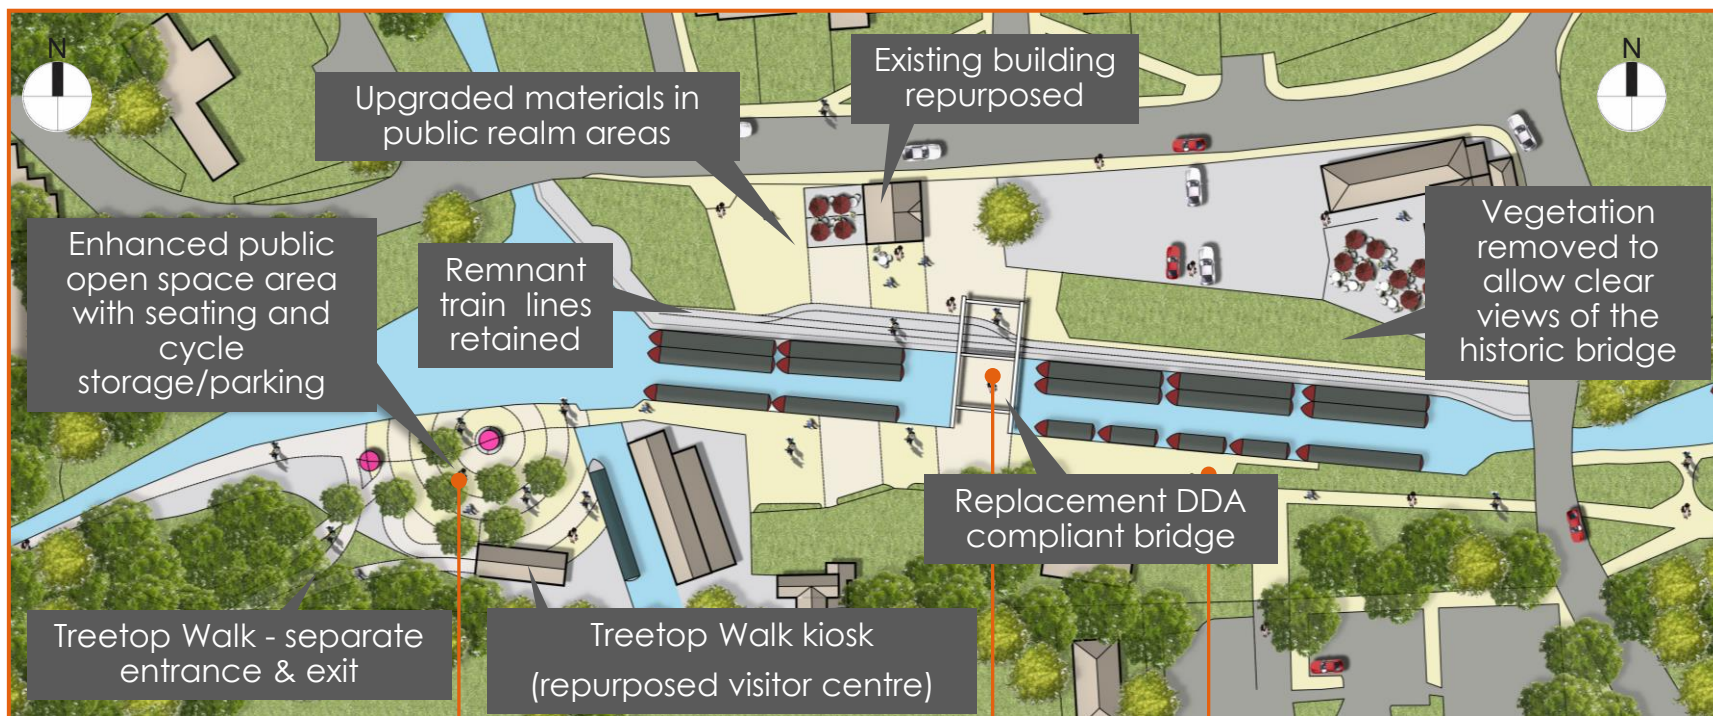 N
N
Existing building
repurposed
Upgraded materials in
public realm areas
Enhanced public
open space area
with seating and
cycle
storage/parking
Remnant
train lines
retained
Vegetation
removed to
allow clear
views of the
historic bridge
Replacement DDA
compliant bridge
Treetop Walk - separate
entrance & exit
Treetop Walk kiosk
(repurposed visitor centre)